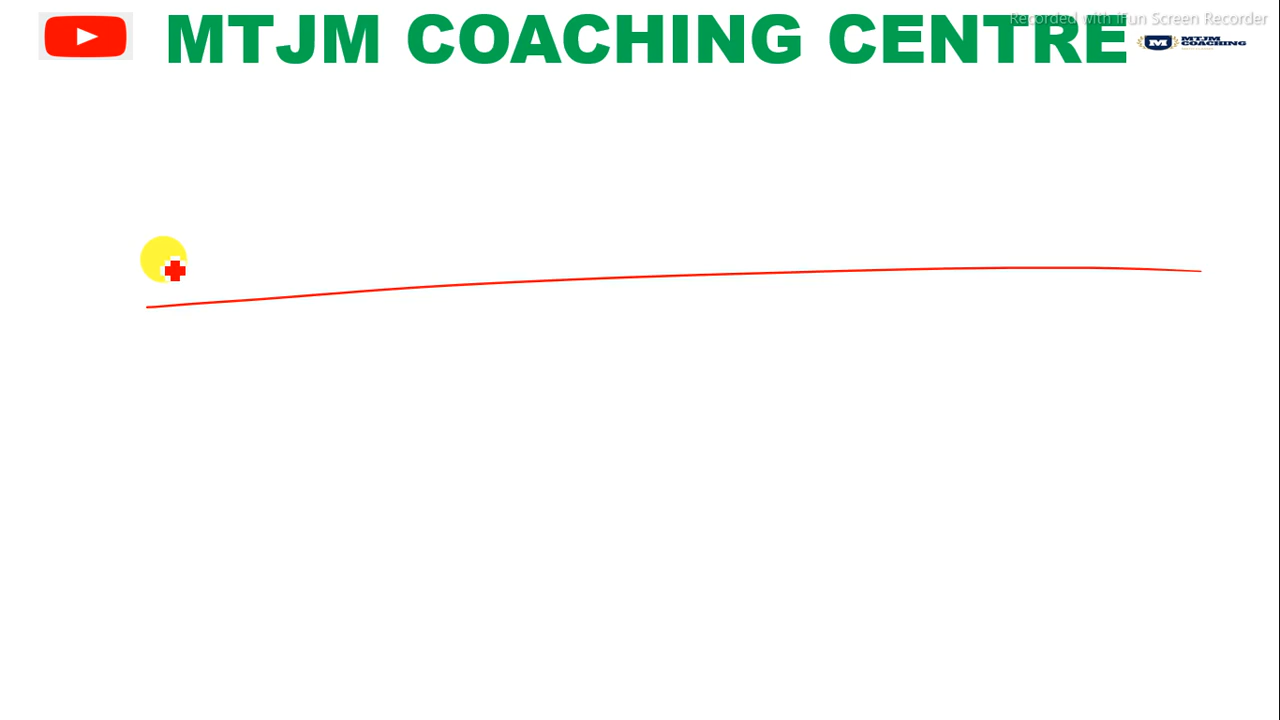 Recorded with iFun Screen Recorder
MTJM COACHING CENTRE
MTJM
COACHING